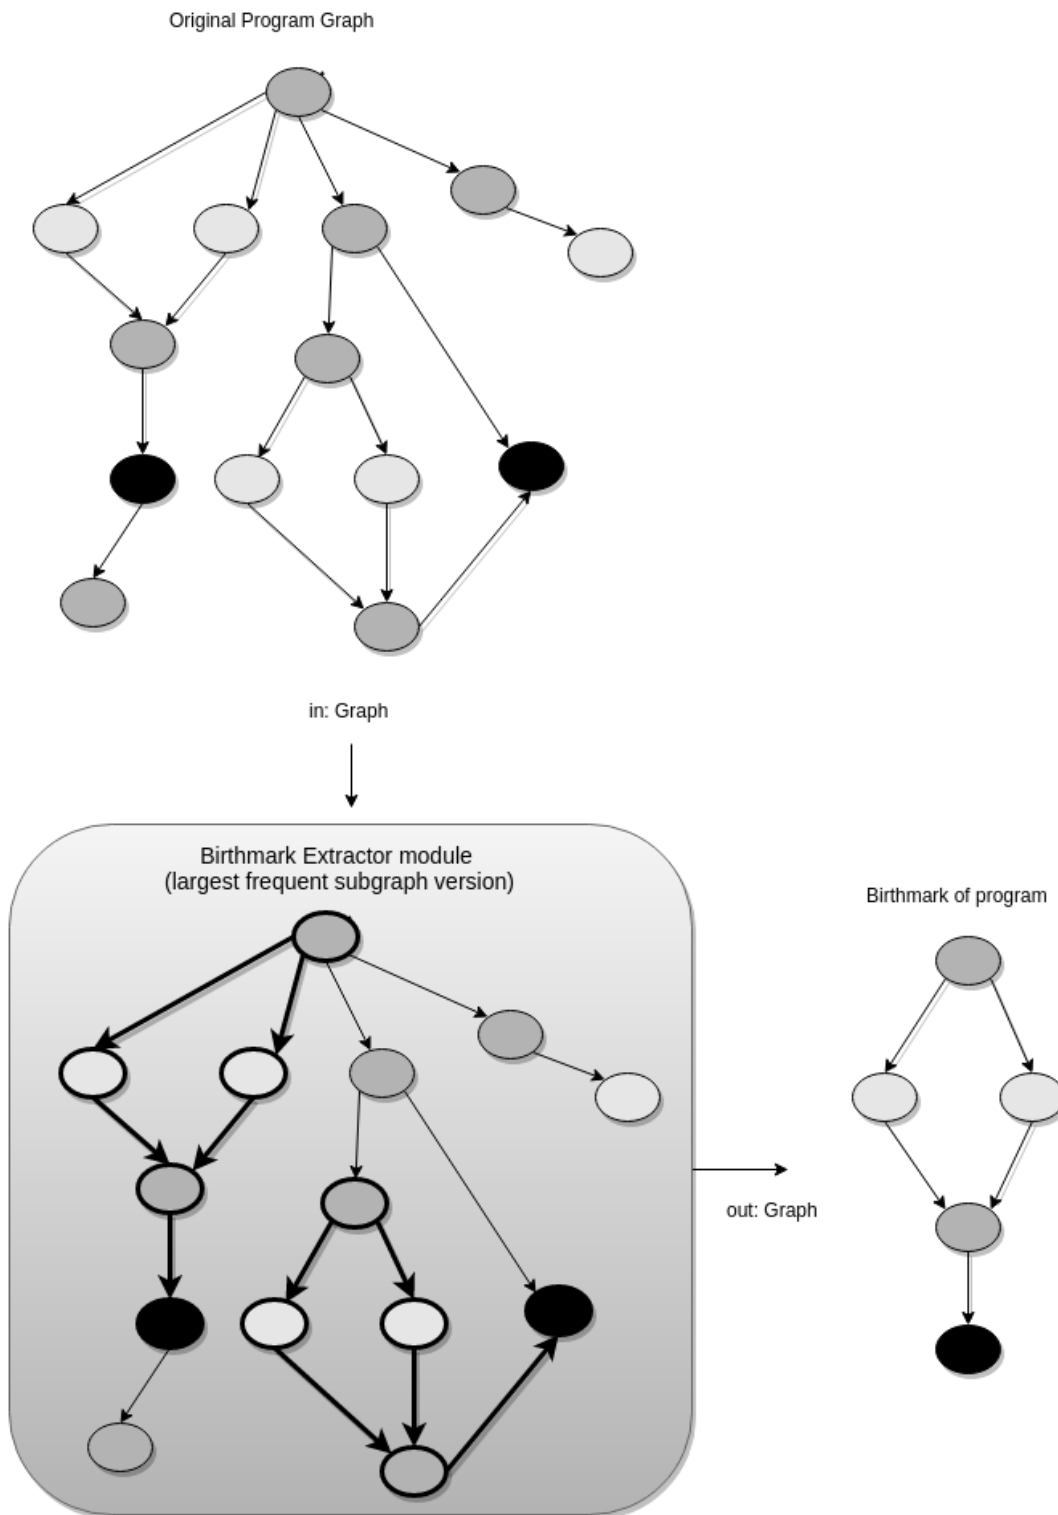 Original Program Graph
in: Graph
Birthmark Extractor module
(largest frequent subgraph version)
Birthmark of program
out: Graph